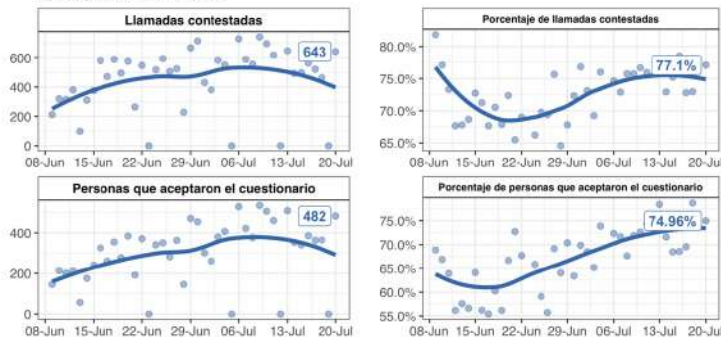 Llamadas contestadas
643
600
400
200
0
08-Jun 15-Jun 22-Jun 29-Jun 06-Jul 13-Jul 20-Jul
Porcentaje de llamadas contestadas
77.1%
80.0%
75.0%
70.0%
65.0%
08-Jun 15-Jun 22-Jun 29-Jun 06-Jul 13-Jul 20-Jul
Personas que aceptaron el cuestionario
482
400
200
0
08-Jun 15-Jun 22-Jun 29-Jun 06-Jul 13-Jul 20-Jul
Porcentaje de personas que aceptaron el cuestionario
74.96%
75.0%
70.0%
65.0%
60.0%
55.0%
08-Jun 15-Jun 22-Jun 29-Jun 06-Jul 13-Jul 20-Jul